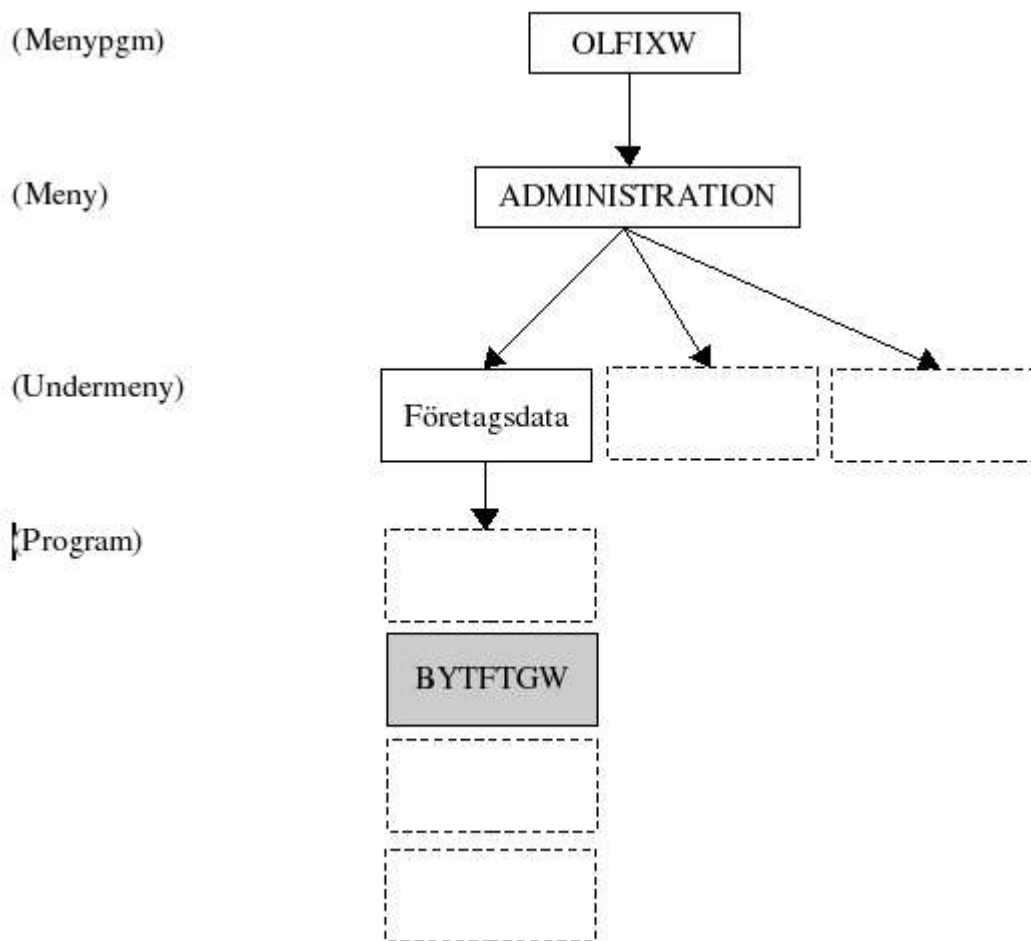 (Menypgm)
OLFIXW
(Meny)
ADMINISTRATION
(Undermeny)
Företagsdata
(Program)
BYTFTGW